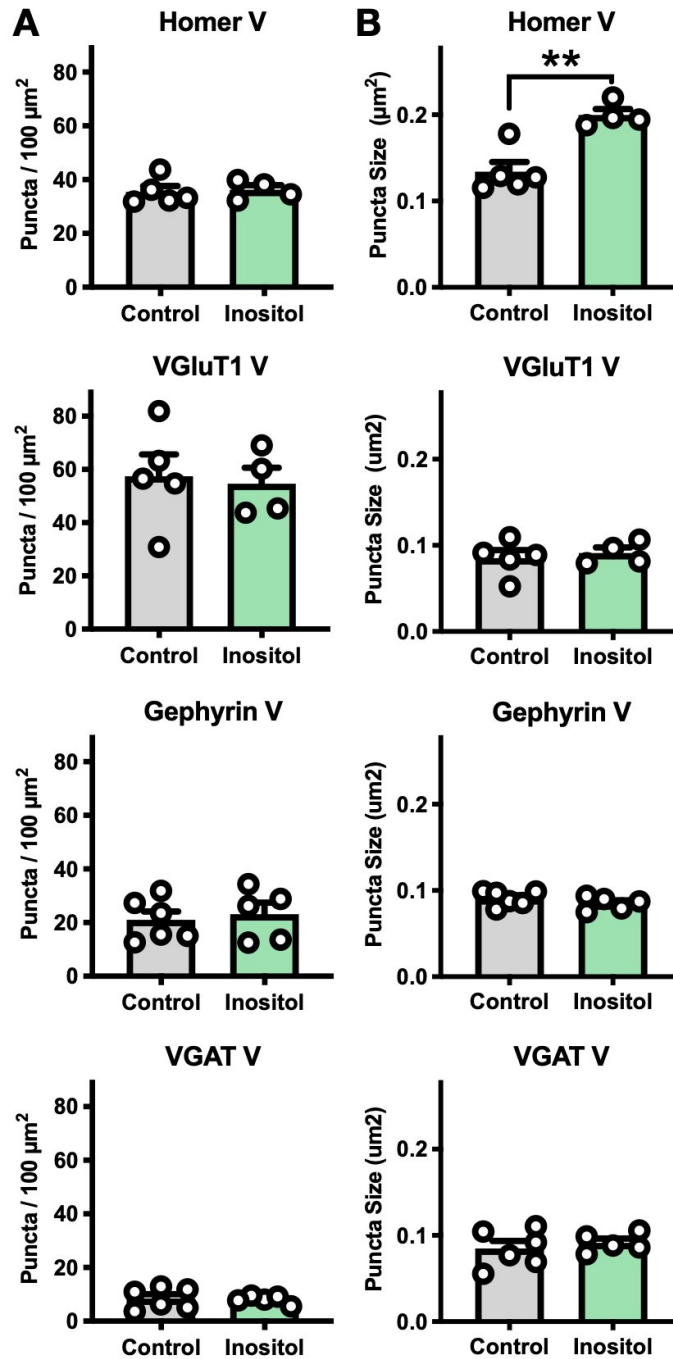 A
B
Homer V
Puncta / 100 µm²
80
60
40
20
0
Control Inositol
Homer V
**
Puncta Size (µm²)
0.2
0.1
0.0
Control Inositol
VGluT1 V
Puncta / 100 µm²
80
60
40
20
0
Control Inositol
VGluT1 V
Puncta Size (um2)
0.2
0.1
0.0
Control Inositol
Gephyrin V
Puncta / 100 µm²
80
60
40
20
0
Control Inositol
Gephyrin V
Puncta Size (um2)
0.2
0.1
0.0
Control Inositol
VGAT V
Puncta / 100 µm²
80
60
40
20
0
Control Inositol
VGAT V
Puncta Size (um2)
0.2
0.1
0.0
Control Inositol